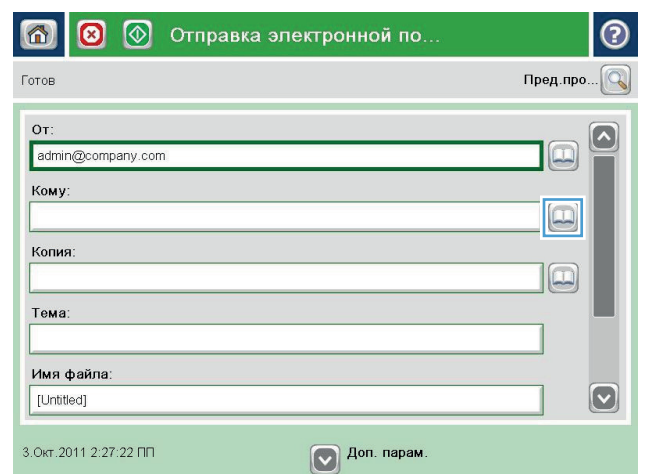 Отправка электронной по...
Готов
Пред.про...
От:
admin@company.com
Кому:
Копия:
Тема:
Имя файла:
[Untitled]
3.Окт.2011 2:27:22 ПП
Доп. парам.